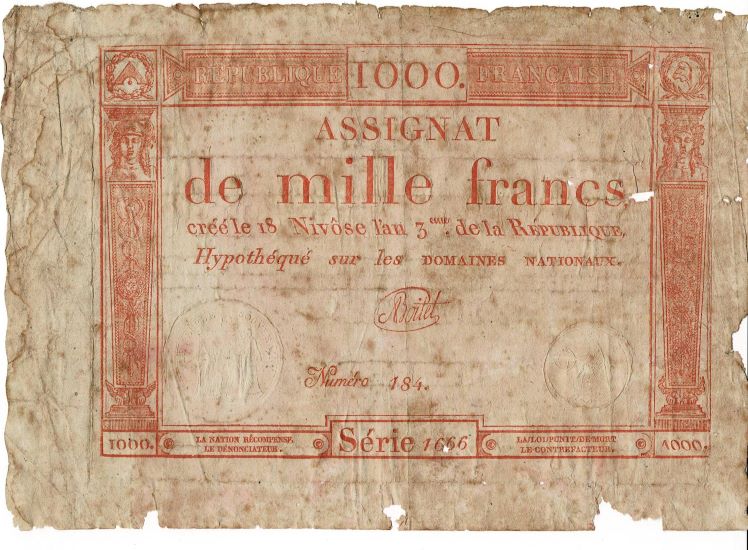 RÉPUBLIQUE 1000. FRANÇAISE
ASSIGNAT
de mille francs
créé le 18 Nivôse l'an 3eme. de la RÉPUBLIQUE,
Hypothéqué sur les DOMAINES NATIONAUX.
Boilet
Numéro 184.
1000.
LA NATION RÉCOMPENSE
LE DÉNONCIATEUR.
Série 1666
LA LOI PUNIT DE MORT
LE CONTREFACTEUR.
1000.